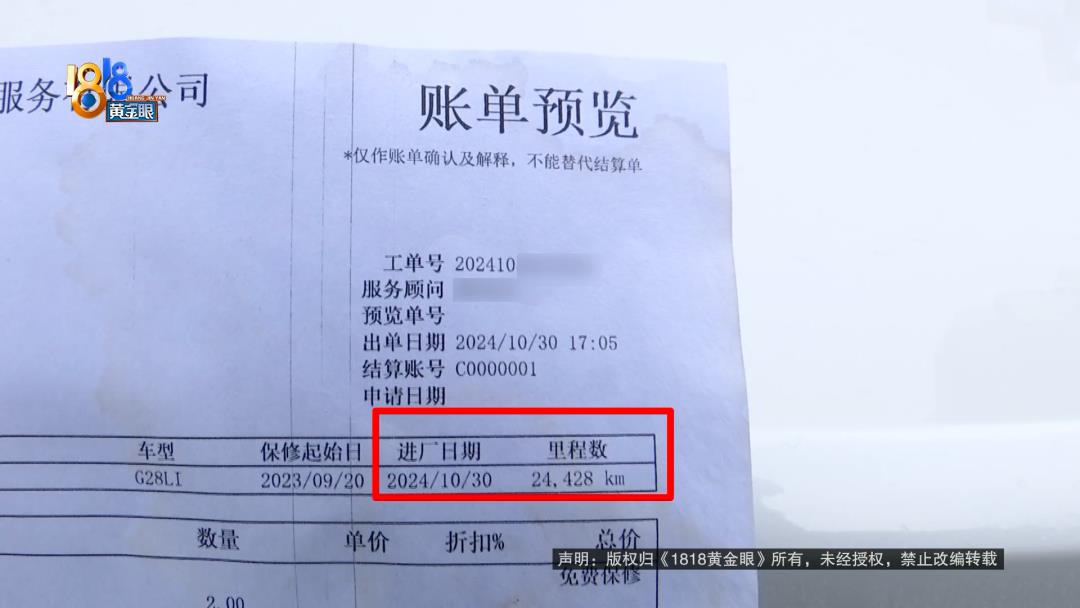 1818
黄金眼
公司
账单预览
*仅作账单确认及解释，不能替代结算单
工单号 202410
服务顾问
预览单号
出单日期 2024/10/30 17:05
结算账号 C0000001
申请日期
车型 保修起始日 进厂日期 里程数
G28LI 2023/09/20 2024/10/30 24,428 km
数量 单价 折扣% 总价
声明：版权归《1818黄金眼》所有，未经授权，禁止改编转载
免费保修
2.00